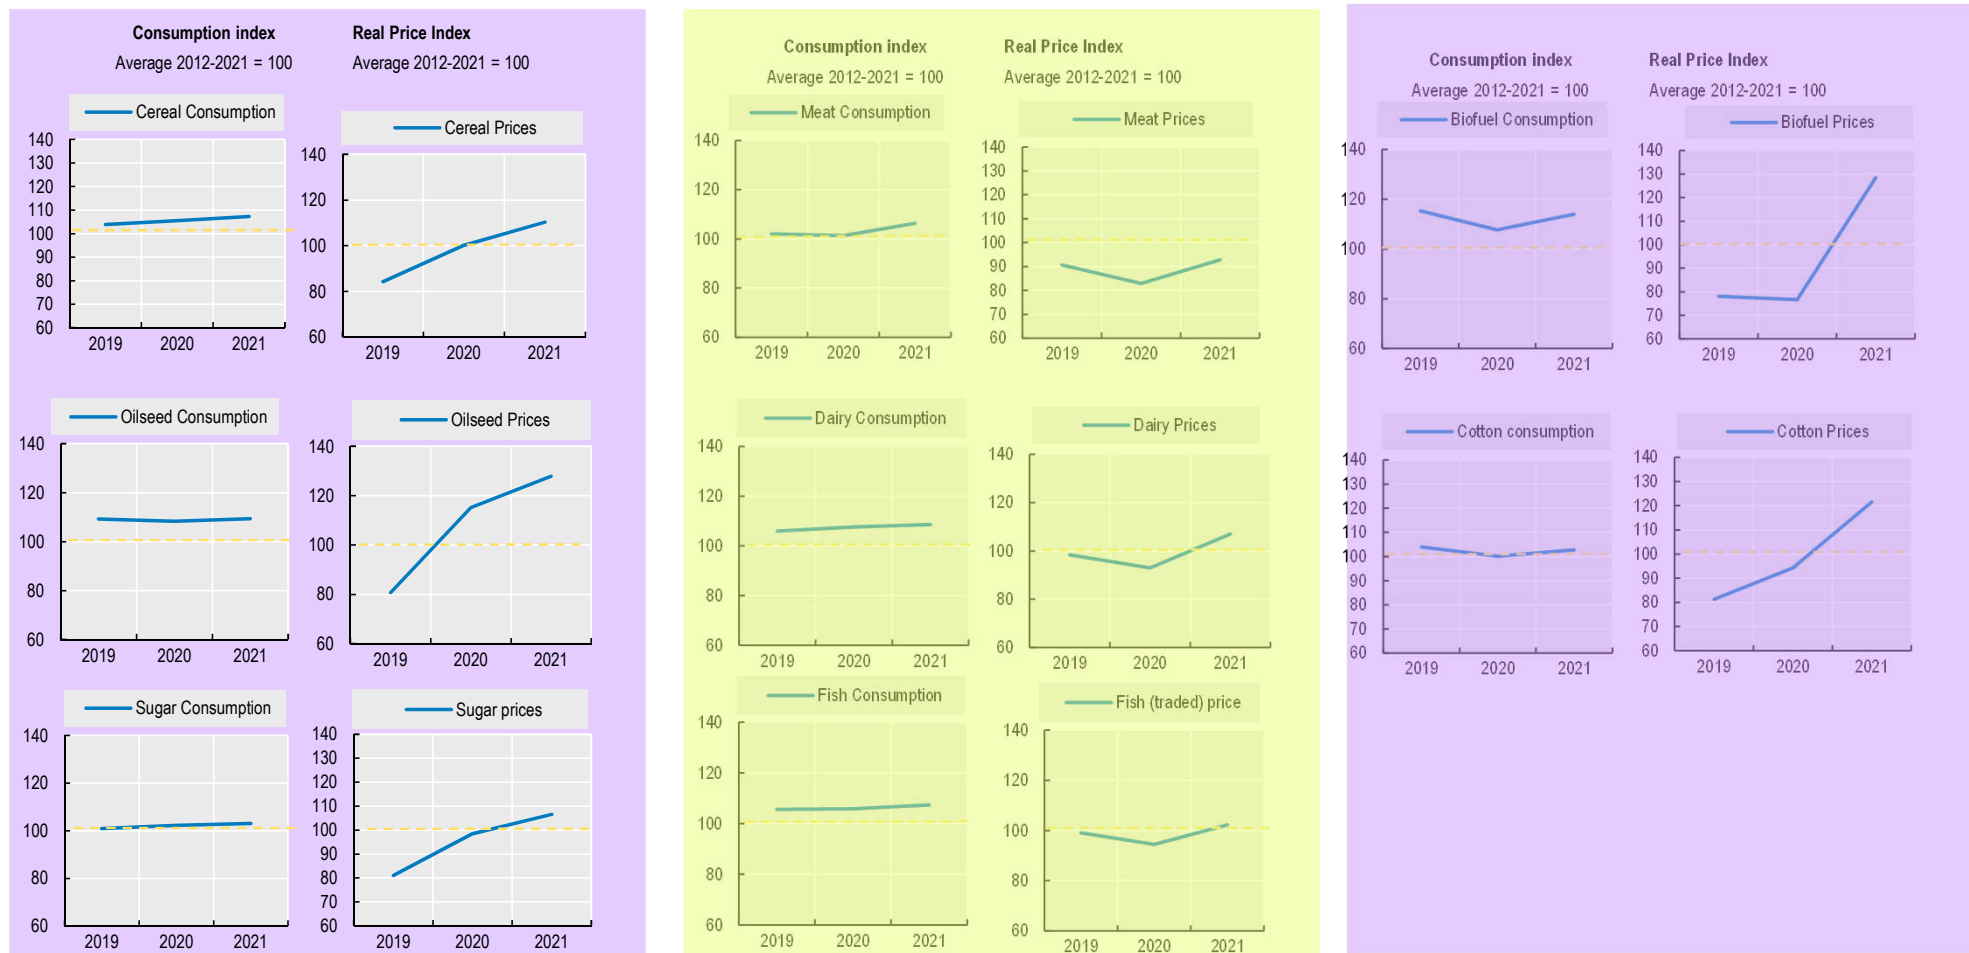 Consumption index
Real Price Index
Average 2012-2021 = 100
Average 2012-2021 = 100
Cereal Consumption
140
130
120
110
100
90
80
70
60
2019 2020 2021
Cereal Prices
140
120
100
80
60
2019 2020 2021
Oilseed Consumption
140
120
100
80
60
2019 2020 2021
Oilseed Prices
140
120
100
80
60
2019 2020 2021
Sugar Consumption
140
120
100
80
60
2019 2020 2021
Sugar prices
140
130
120
110
100
90
80
70
60
2019 2020 2021
Consumption index
Real Price Index
Average 2012-2021 = 100
Average 2012-2021 = 100
Meat Consumption
140
120
100
80
60
2019 2020 2021
Meat Prices
140
130
120
110
100
90
80
70
60
2019 2020 2021
Dairy Consumption
140
120
100
80
60
2019 2020 2021
Dairy Prices
140
120
100
80
60
2019 2020 2021
Fish Consumption
140
120
100
80
60
2019 2020 2021
Fish (traded) price
140
120
100
80
60
2019 2020 2021
Consumption index
Real Price Index
Average 2012-2021 = 100
Average 2012-2021 = 100
Biofuel Consumption
140
120
100
80
60
2019 2020 2021
Biofuel Prices
140
130
120
110
100
90
80
70
60
2019 2020 2021
Cotton consumption
140
130
120
110
100
90
80
70
60
2019 2020 2021
Cotton Prices
140
130
120
110
100
90
80
70
60
2019 2020 2021